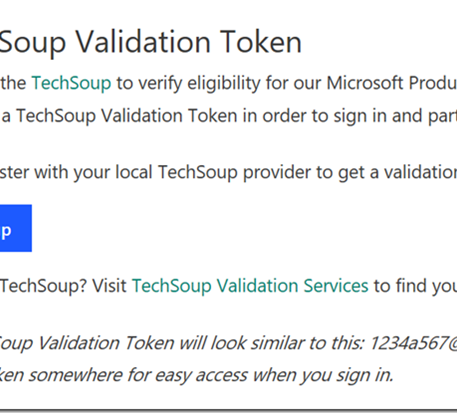 Soup Validation Token
the TechSoup to verify eligibility for our Microsoft Produ
a TechSoup Validation Token in order to sign in and par
ster with your local TechSoup provider to get a validation
p
TechSoup? Visit TechSoup Validation Services to find you
Soup Validation Token will look similar to this: 1234a567@
ken somewhere for easy access when you sign in.